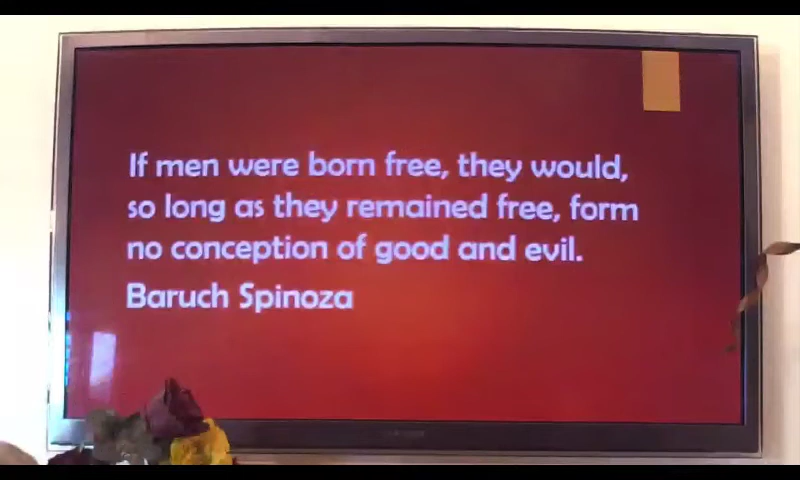 If men were born free, they would,
so long as they remained free, form
no conception of good and evil.
Baruch Spinoza